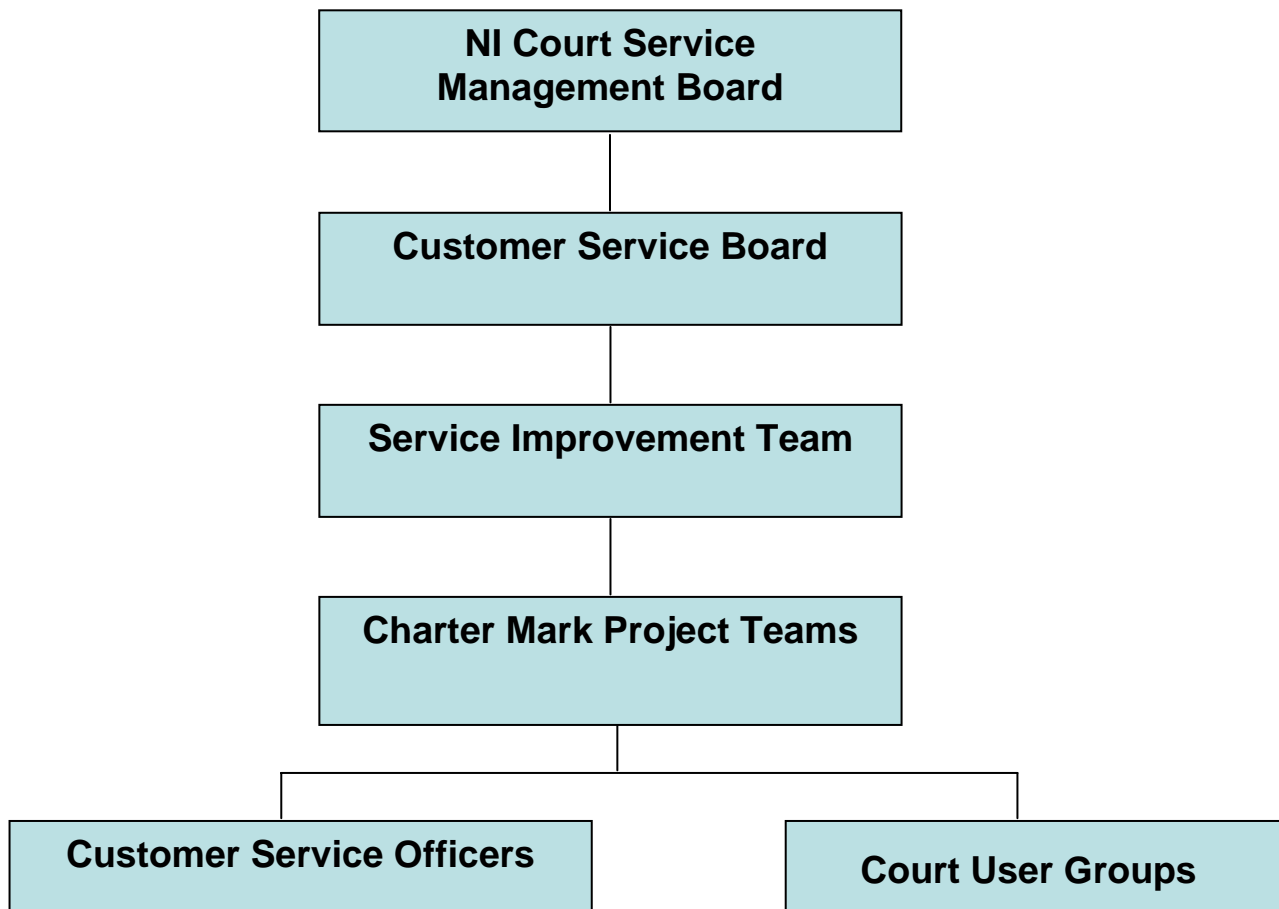 NI Court Service
Management Board
Customer Service Board
Service Improvement Team
Charter Mark Project Teams
Customer Service Officers
Court User Groups